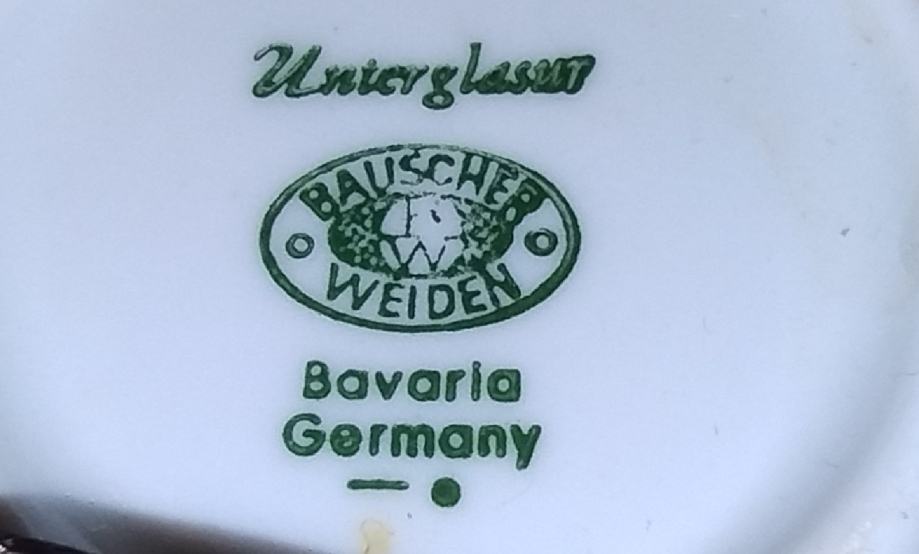 Unterglasur
BAUSCHER
WEIDEN
Bavaria
Germany